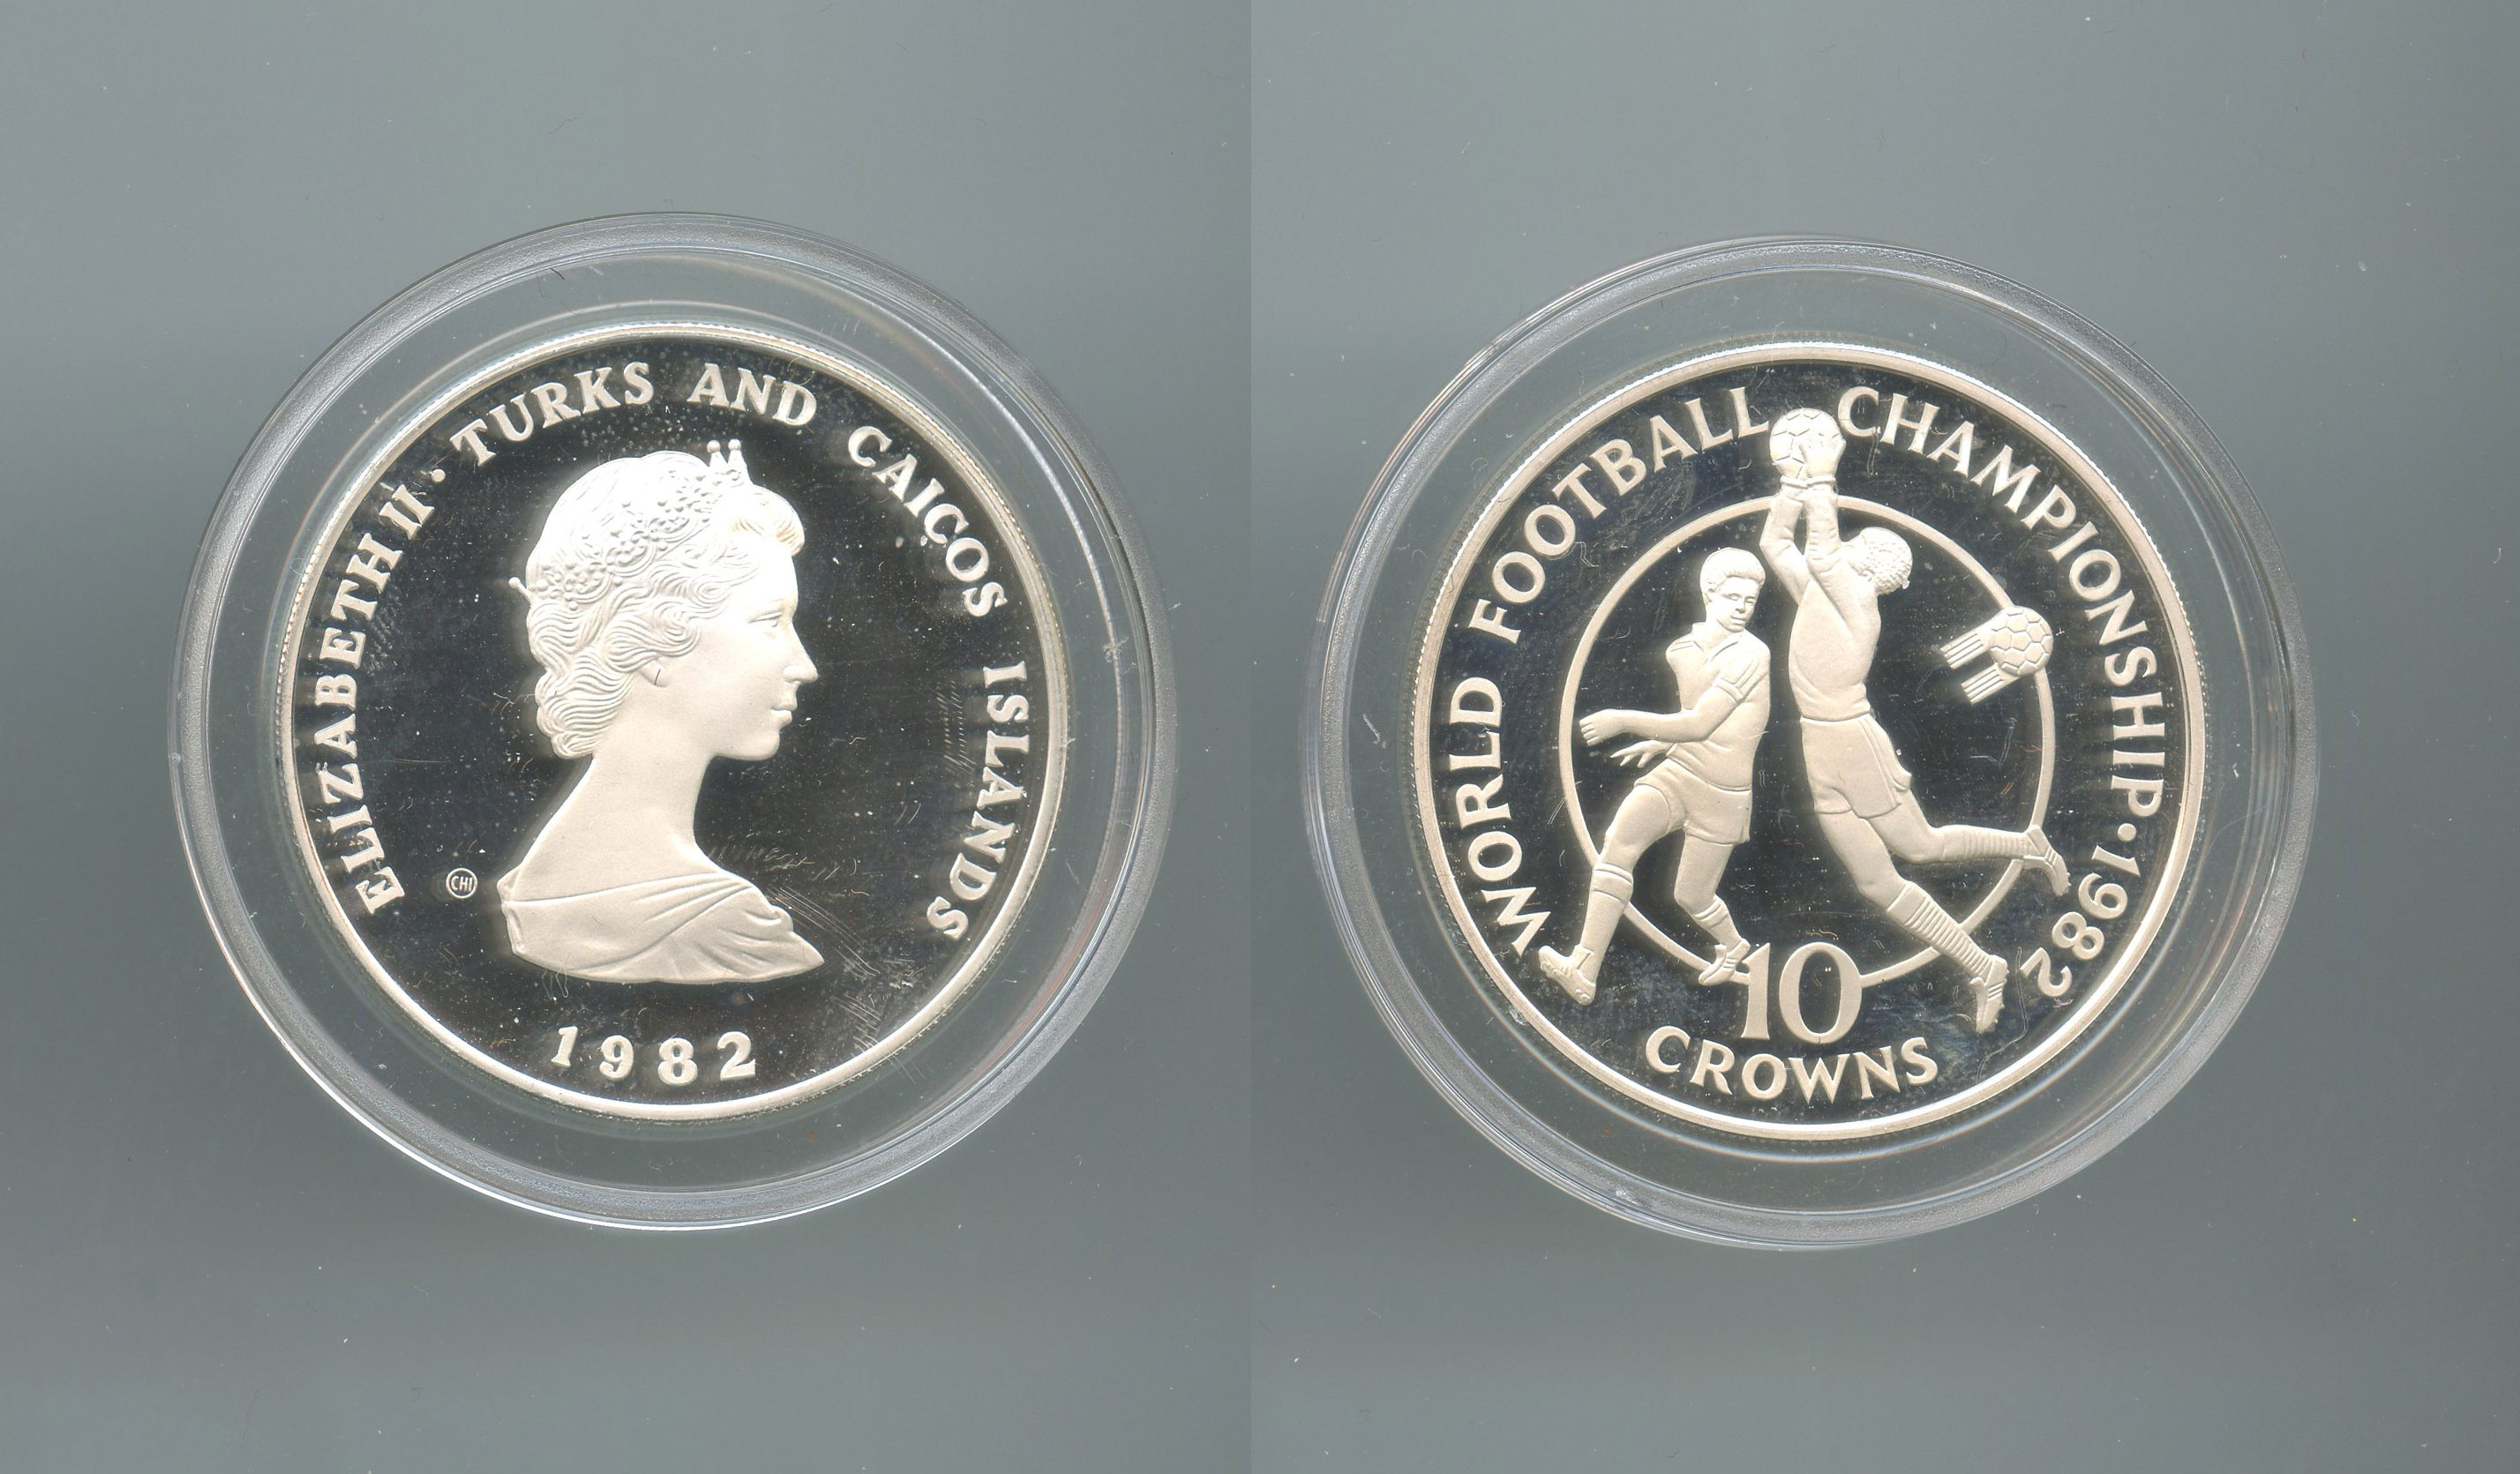 ELIZABETH II · TURKS AND CAICOS ISLANDS
CHI
1982
WORLD FOOTBALL CHAMPIONSHIP · 1982
10
CROWNS